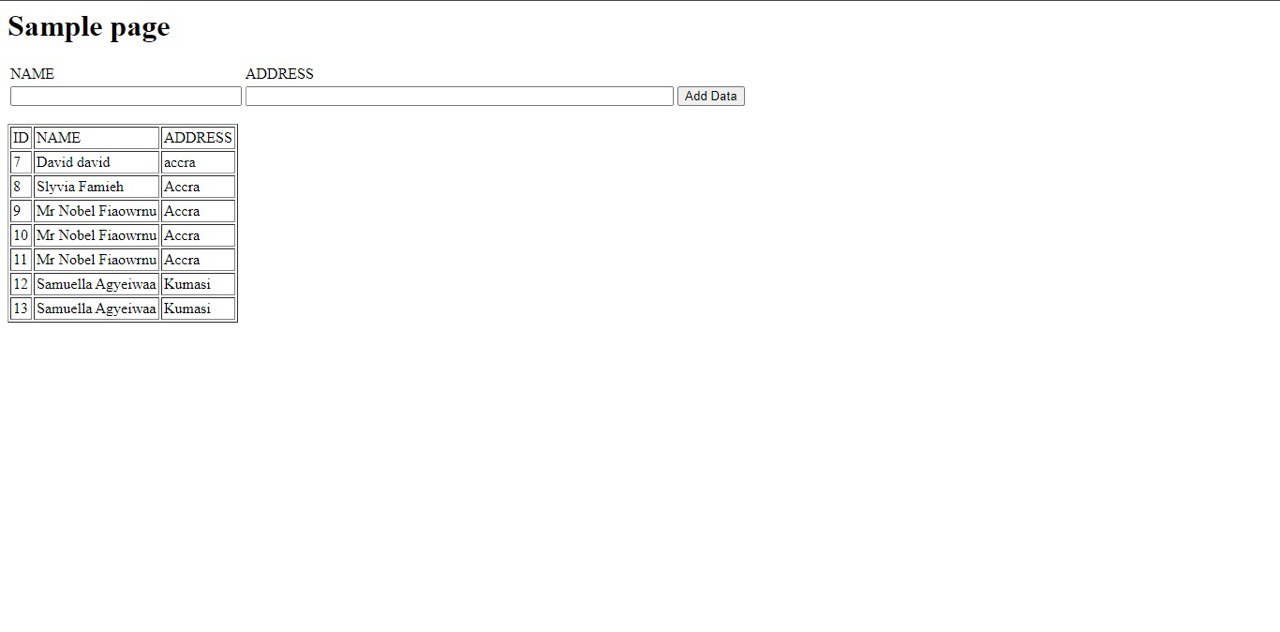 Sample page
NAME ADDRESS
Add Data
ID NAME ADDRESS
7 David david accra
8 Slyvia Famieh Accra
9 Mr Nobel Fiaowrnu Accra
10 Mr Nobel Fiaowrnu Accra
11 Mr Nobel Fiaowrnu Accra
12 Samuella Agyeiwaa Kumasi
13 Samuella Agyeiwaa Kumasi